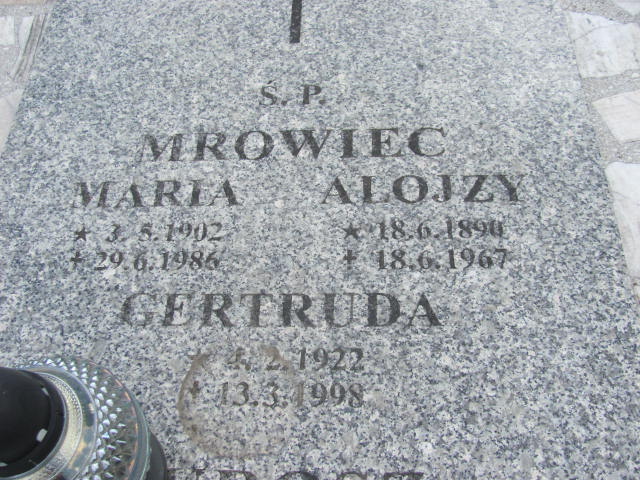 Ś. P.
MROWIEC
MARIA ALOJZY
★ 3.5.1902 ★ 18.6.1890
+ 29.6.1986 + 18.6.1967
GERTRUDA
★ 4.2.1922
+ 13.3.1998